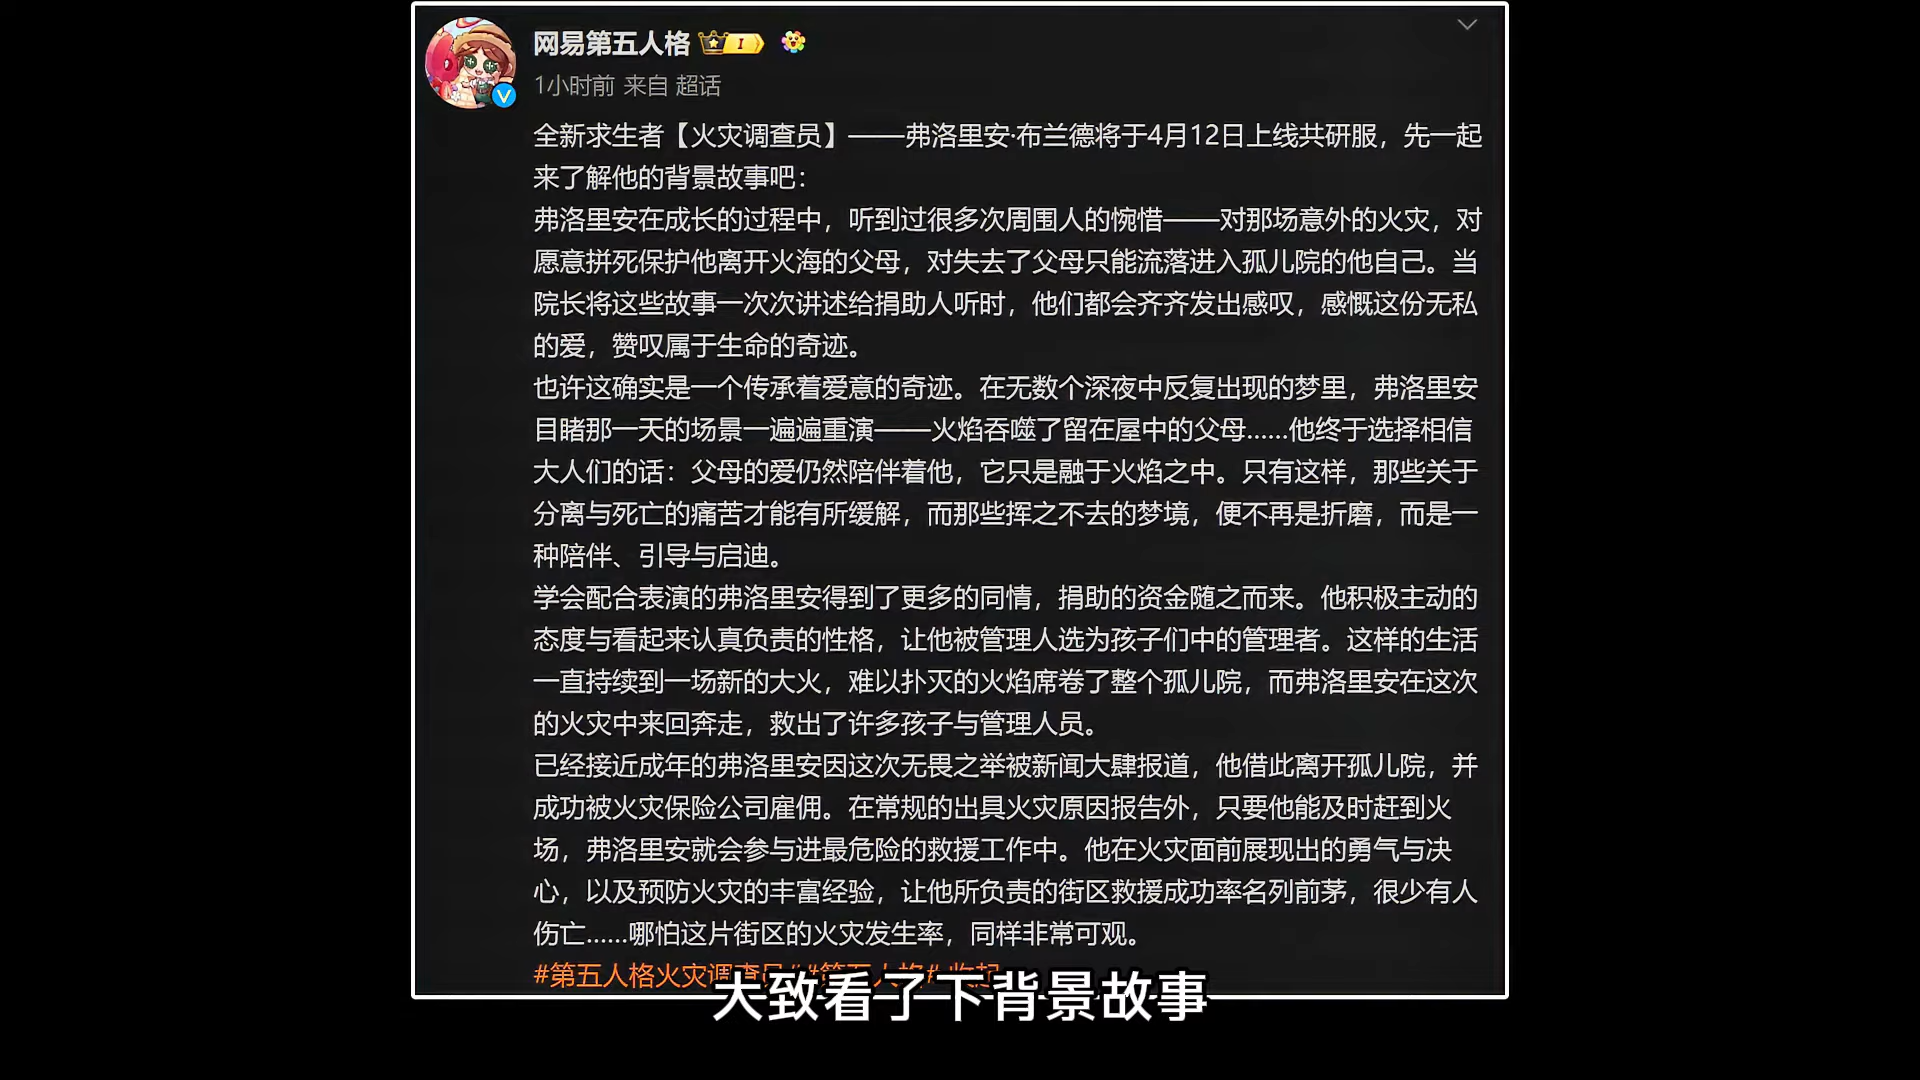 网易第五人格
1小时前 来自 超话
全新求生者【火灾调查员】——弗洛里安·布兰德将于4月12日上线共研服，先一起
来了解他的背景故事吧：
弗洛里安在成长的过程中，听到过很多次周围人的惋惜——对那场意外的火灾，对
愿意拼死保护他离开火海的父母，对失去了父母只能流落进入孤儿院的他自己。当
院长将这些故事一次次讲述给捐助人听时，他们都会齐齐发出感叹，感慨这份无私
的爱，赞叹属于生命的奇迹。
也许这确实是一个传承着爱意的奇迹。在无数个深夜中反复出现的梦里，弗洛里安
目睹那一天的场景一遍遍重演——火焰吞噬了留在屋中的父母......他终于选择相信
大人们的话：父母的爱仍然陪伴着他，它只是融于火焰之中。只有这样，那些关于
分离与死亡的痛苦才能有所缓解，而那些挥之不去的梦境，便不再是折磨，而是一
种陪伴、引导与启迪。
学会配合表演的弗洛里安得到了更多的同情，捐助的资金随之而来。他积极主动的
态度与看起来认真负责的性格，让他被管理人选为孩子们中的管理者。这样的生活
一直持续到一场新的大火，难以扑灭的火焰席卷了整个孤儿院，而弗洛里安在这次
的火灾中来回奔走，救出了许多孩子与管理人员。
已经接近成年的弗洛里安因这次无畏之举被新闻大肆报道，他借此离开孤儿院，并
成功被火灾保险公司雇佣。在常规的出具火灾原因报告外，只要他能及时赶到火
场，弗洛里安就会参与进最危险的救援工作中。他在火灾面前展现出的勇气与决
心，以及预防火灾的丰富经验，让他所负责的街区救援成功率名列前茅，很少有人
伤亡......哪怕这片街区的火灾发生率，同样非常可观。
#第五人格火灾调查员# #第五人格# 收起
大致看了下背景故事